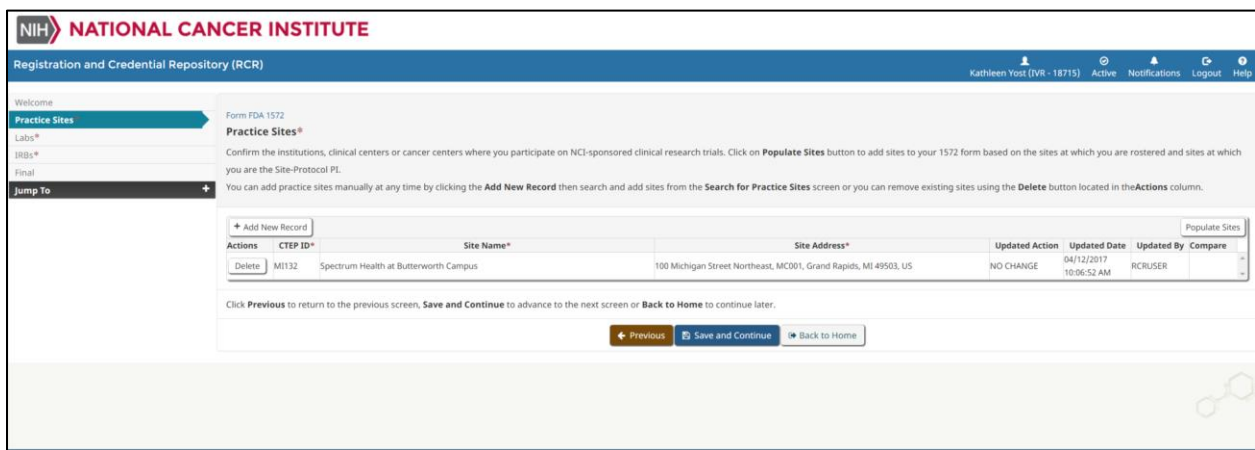 NIH NATIONAL CANCER INSTITUTE
Registration and Credential Repository (RCR)
Kathleen Yost (IVR - 18715) Active Notifications Logout Help
Welcome
Practice Sites*
Labs*
IRBs*
Final
Jump To +
Form FDA 1572
Practice Sites*
Confirm the institutions, clinical centers or cancer centers where you participate on NCI-sponsored clinical research trials. Click on Populate Sites button to add sites to your 1572 form based on the sites at which you are rostered and sites at which
you are the Site-Protocol PI.
You can add practice sites manually at any time by clicking the Add New Record then search and add sites from the Search for Practice Sites screen or you can remove existing sites using the Delete button located in theActions column.
+ Add New Record Populate Sites
Actions CTEP ID* Site Name* Site Address* Updated Action Updated Date Updated By Compare
Delete MI132 Spectrum Health at Butterworth Campus 100 Michigan Street Northeast, MC001, Grand Rapids, MI 49503, US NO CHANGE 04/12/2017 10:06:52 AM RCRUSER
Click Previous to return to the previous screen, Save and Continue to advance to the next screen or Back to Home to continue later.
Previous Save and Continue Back to Home